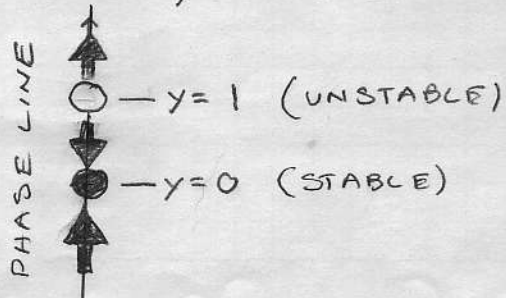 PHASE LINE
— y = 1 (UNSTABLE)
— y = 0 (STABLE)